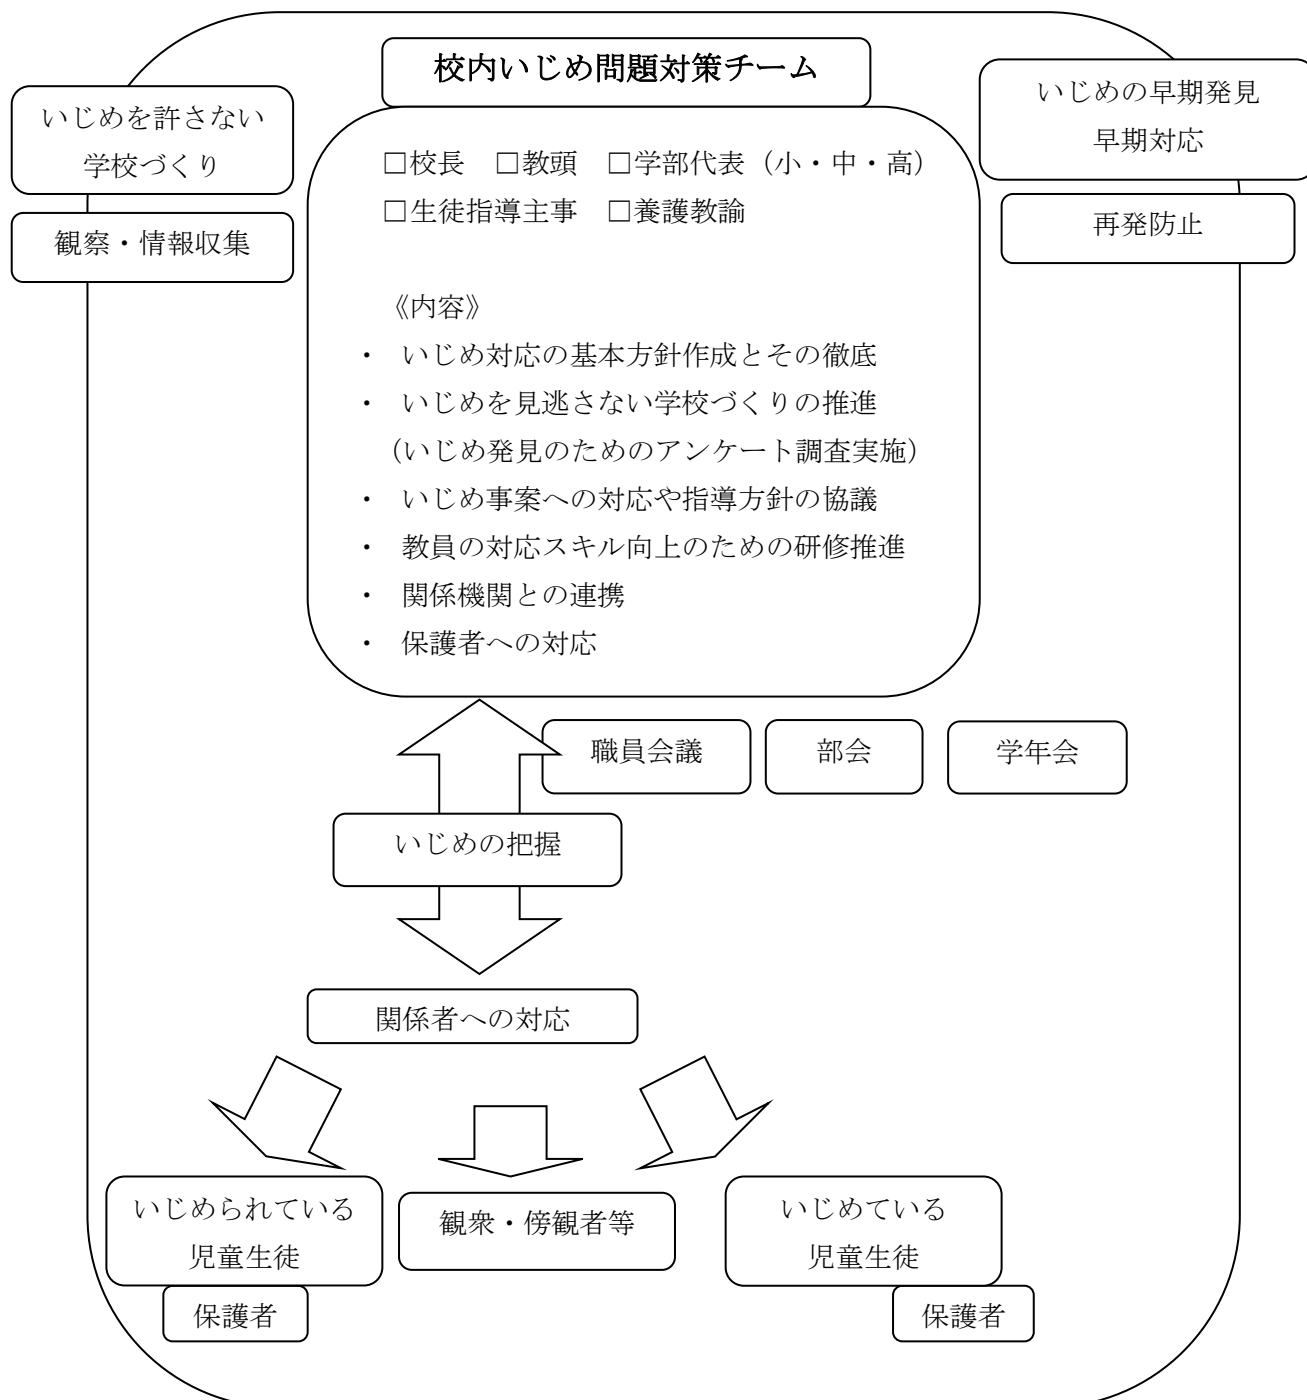 校内いじめ問題対策チーム
いじめを許さない
学校づくり
観察・情報収集
いじめの早期発見
早期対応
再発防止
□校長　□教頭　□学部代表（小・中・高）
□生徒指導主事　□養護教諭
《内容》
・ いじめ対応の基本方針作成とその徹底
・ いじめを見逃さない学校づくりの推進
（いじめ発見のためのアンケート調査実施）
・ いじめ事案への対応や指導方針の協議
・ 教員の対応スキル向上のための研修推進
・ 関係機関との連携
・ 保護者への対応
職員会議
部会
学年会
いじめの把握
関係者への対応
いじめられている
児童生徒
保護者
観衆・傍観者等
いじめている
児童生徒
保護者